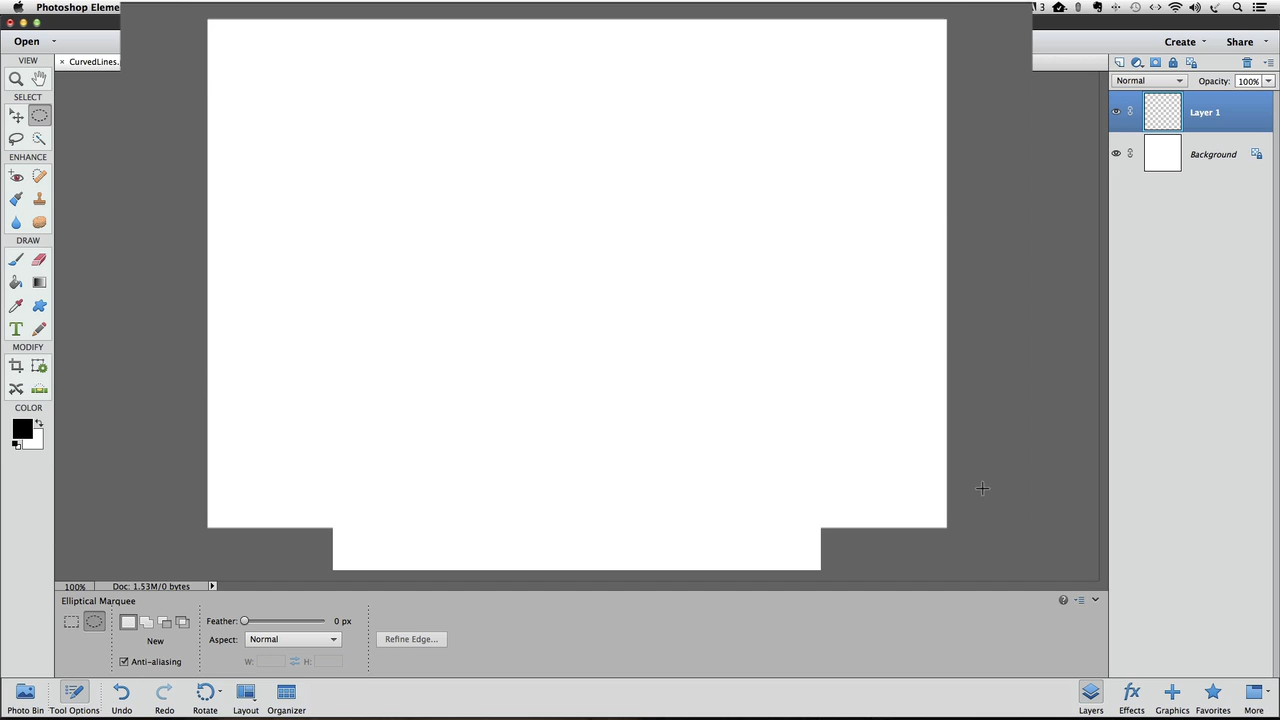 Photoshop Eleme
3
Open
Create
Share
VIEW
× CurvedLines.
Normal
Opacity: 100%
SELECT
Layer 1
Background
ENHANCE
DRAW
T
MODIFY
COLOR
100%
Doc: 1.53M/0 bytes
Elliptical Marquee
New
Anti-aliasing
Feather:
0 px
Aspect:
Normal
W:
H:
Refine Edge...
Photo Bin
Tool Options
Undo
Redo
Rotate
Layout
Organizer
Layers
fx
Effects
Graphics
Favorites
More